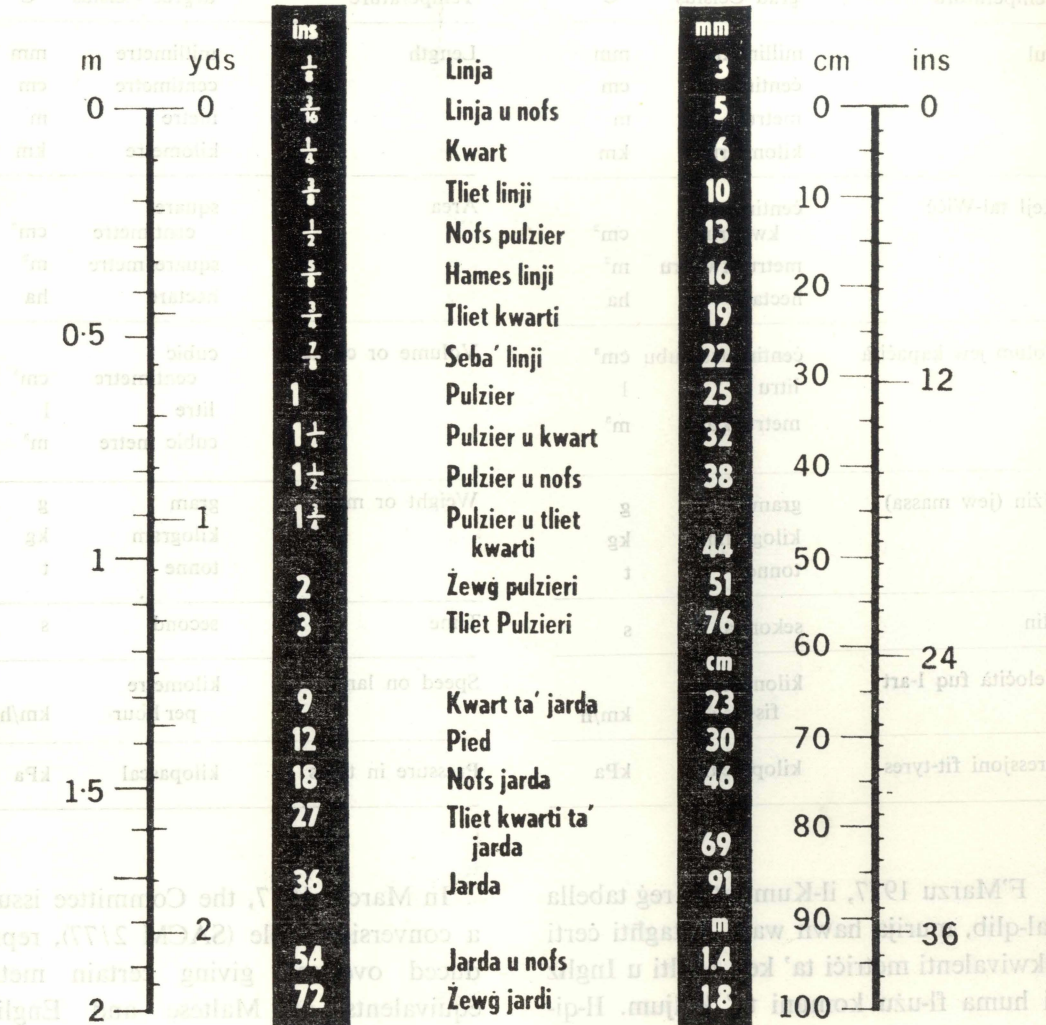 ins mm
m yds 1/8 Linja 3 cm ins
0 0 3/16 Linja u nofs 5 0 0
1/4 Kwart 6
3/8 Tliet linji 10 10
1/2 Nofs pulzier 13
5/8 Hames linji 16 20
3/4 Tliet kwarti 19
0·5 7/8 Seba´ linji 22
1 Pulzier 25 30 12
1 1/4 Pulzier u kwart 32
1 1/2 Pulzier u nofs 38 40
1 1 3/4 Pulzier u tliet
kwarti 44
1 2 Żewġ pulzieri 51 50
3 Tliet Pulzieri 76
cm 60 24
9 Kwart ta´ jarda 23
12 Pied 30 70
1·5 18 Nofs jarda 46
27 Tliet kwarti ta´
jarda 69 80
36 Jarda 91
2 m 90 36
54 Jarda u nofs 1·4
2 72 Żewġ jardi 1·8 100